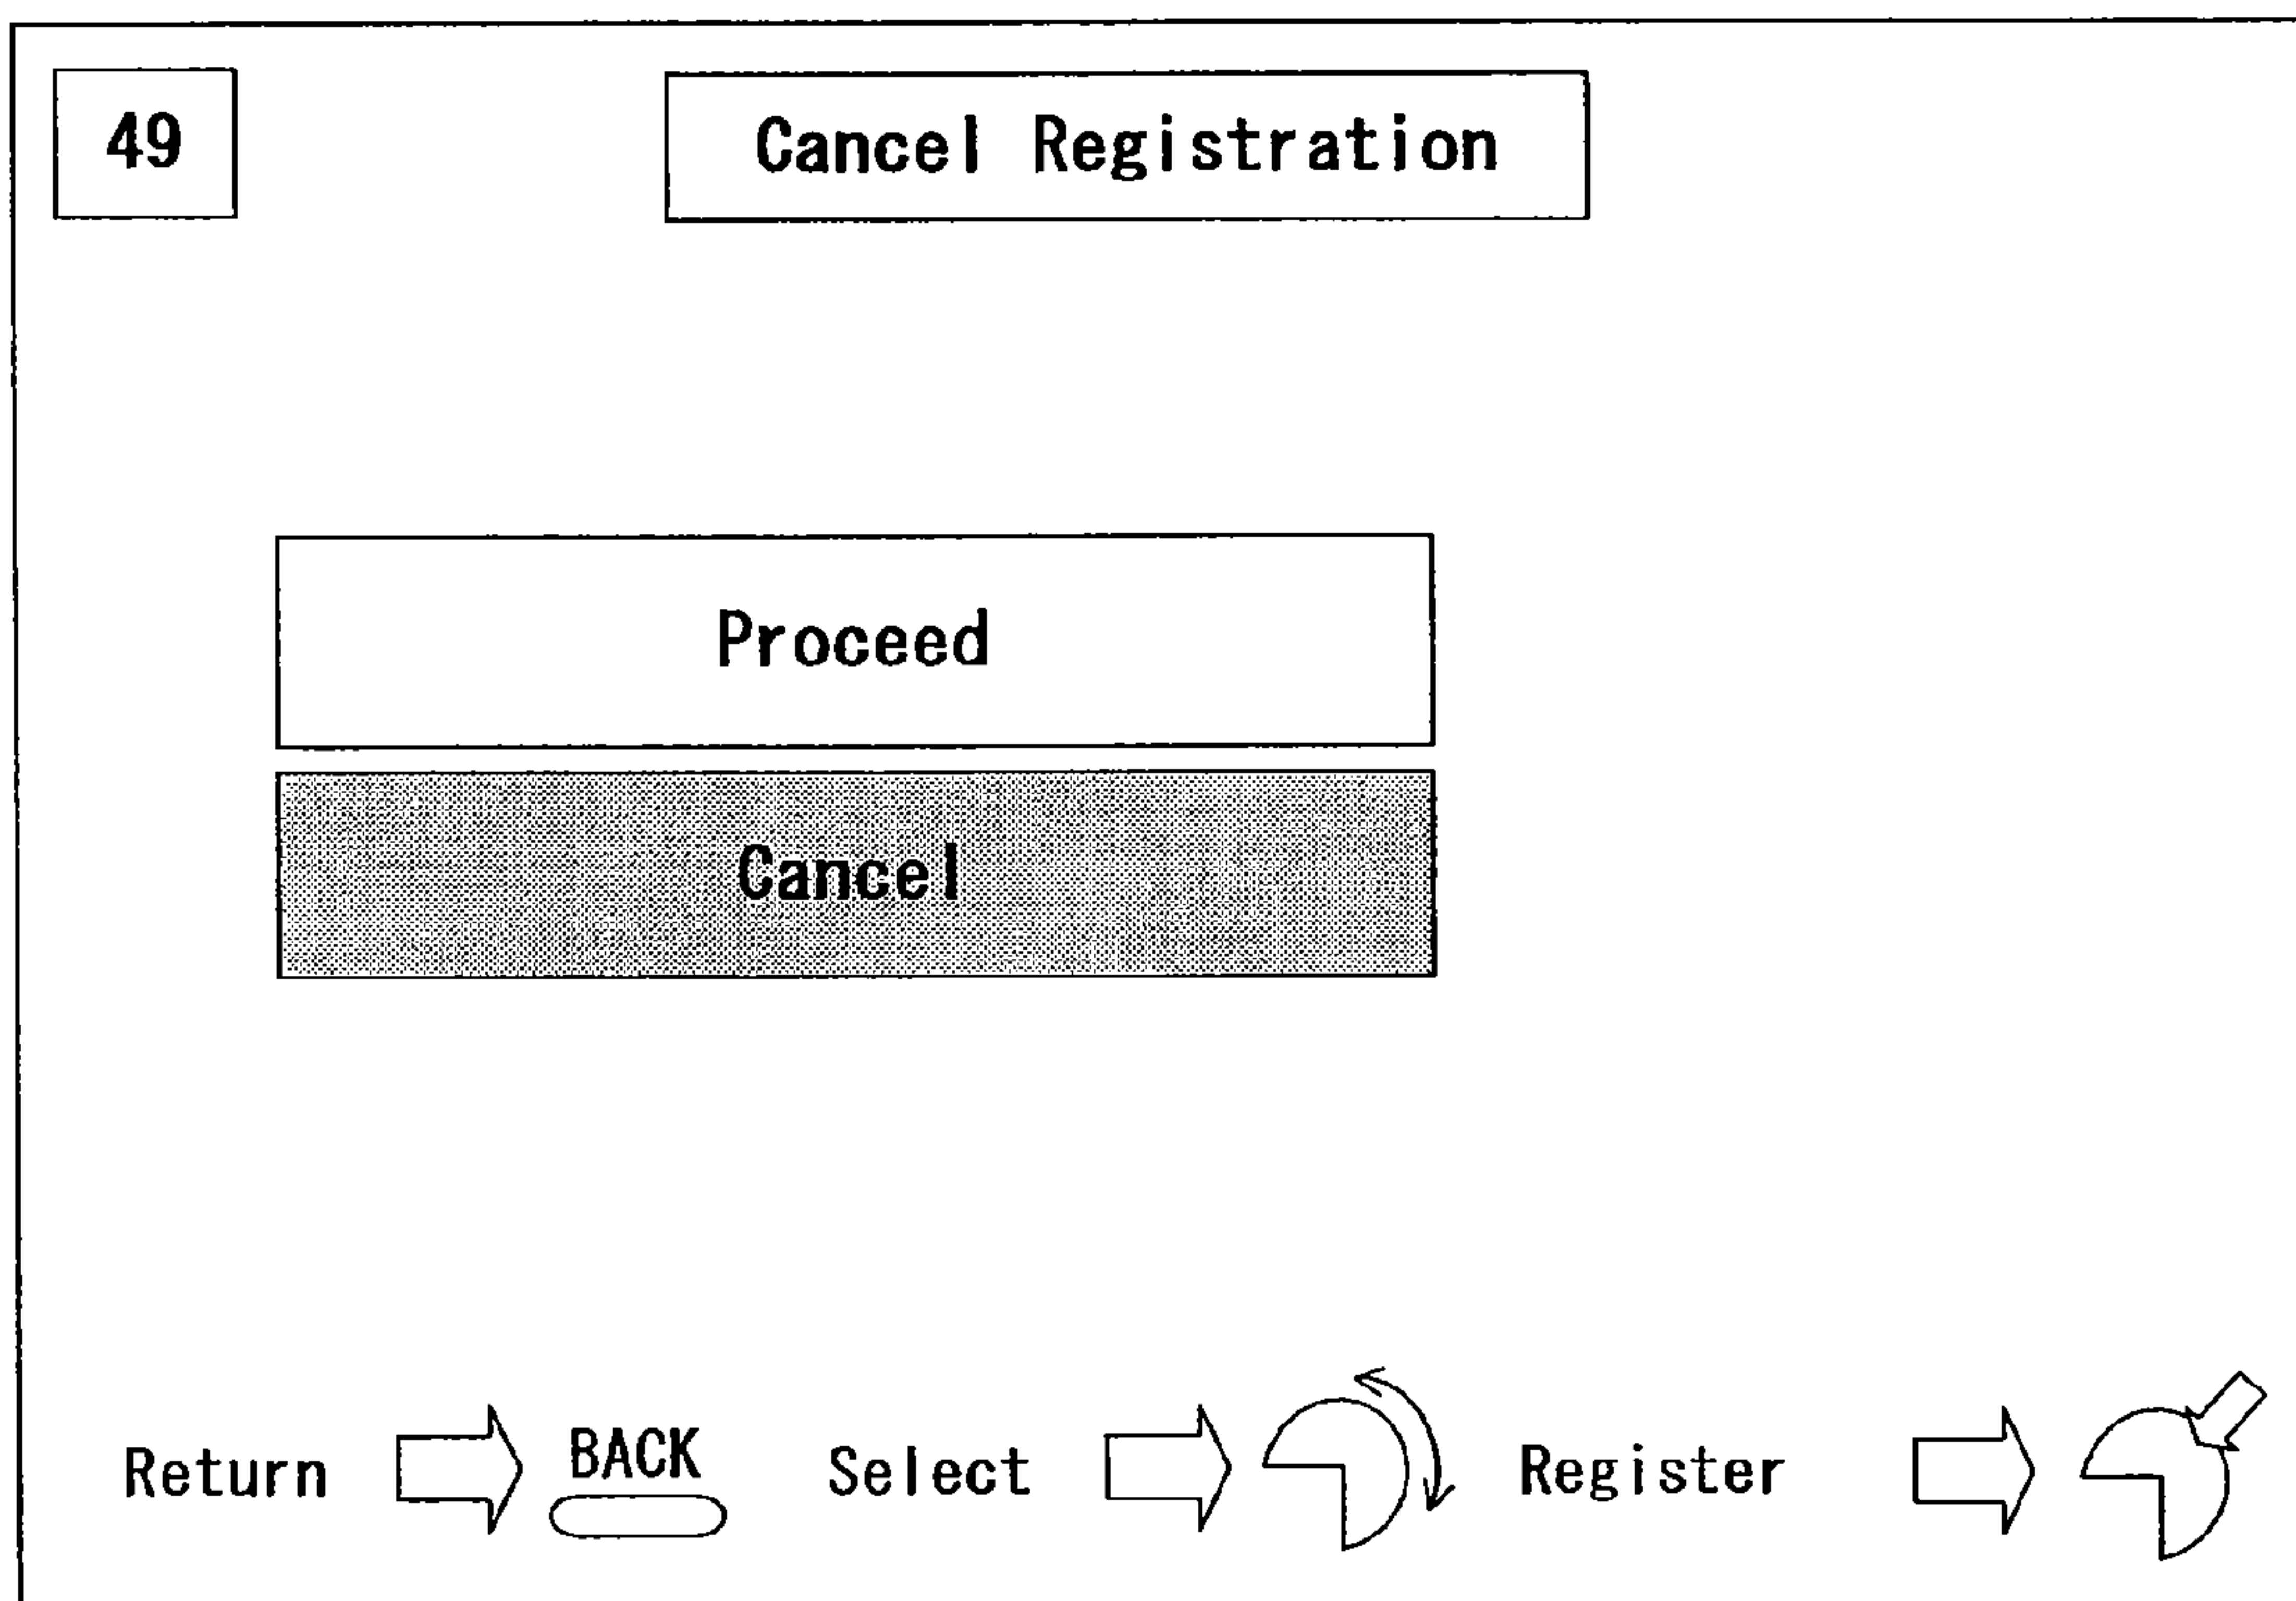 49
Cancel Registration
Proceed
Cancel
Return BACK Select Register